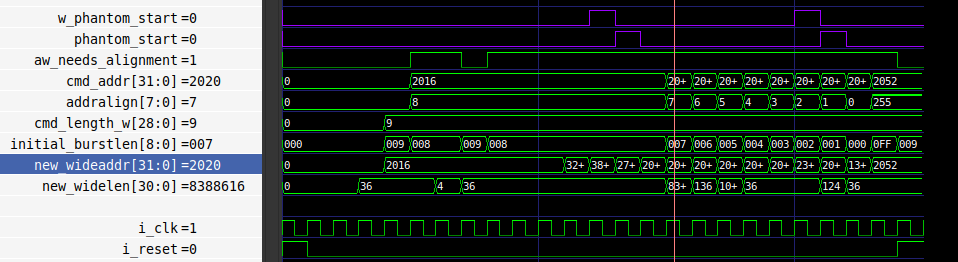 w_phantom_start =0
phantom_start =0
aw_needs_alignment =1
cmd_addr[31:0] =2020 0 2016 20+ 20+ 20+ 20+ 20+ 20+ 20+ 20+ 2052
addralign[7:0] =7 0 8 7 6 5 4 3 2 1 0 255
cmd_length_w[28:0] =9 0 9
initial_burstlen[8:0] =007 000 009 008 009 008 007 006 005 004 003 002 001 000 0FF 009
new_wideaddr[31:0] =2020 0 2016 32+ 38+ 27+ 20+ 20+ 20+ 20+ 20+ 20+ 23+ 20+ 13+ 2052
new_widelen[30:0] =8388616 0 36 4 36 83+ 136 10+ 36 124 36
i_clk =1
i_reset =0